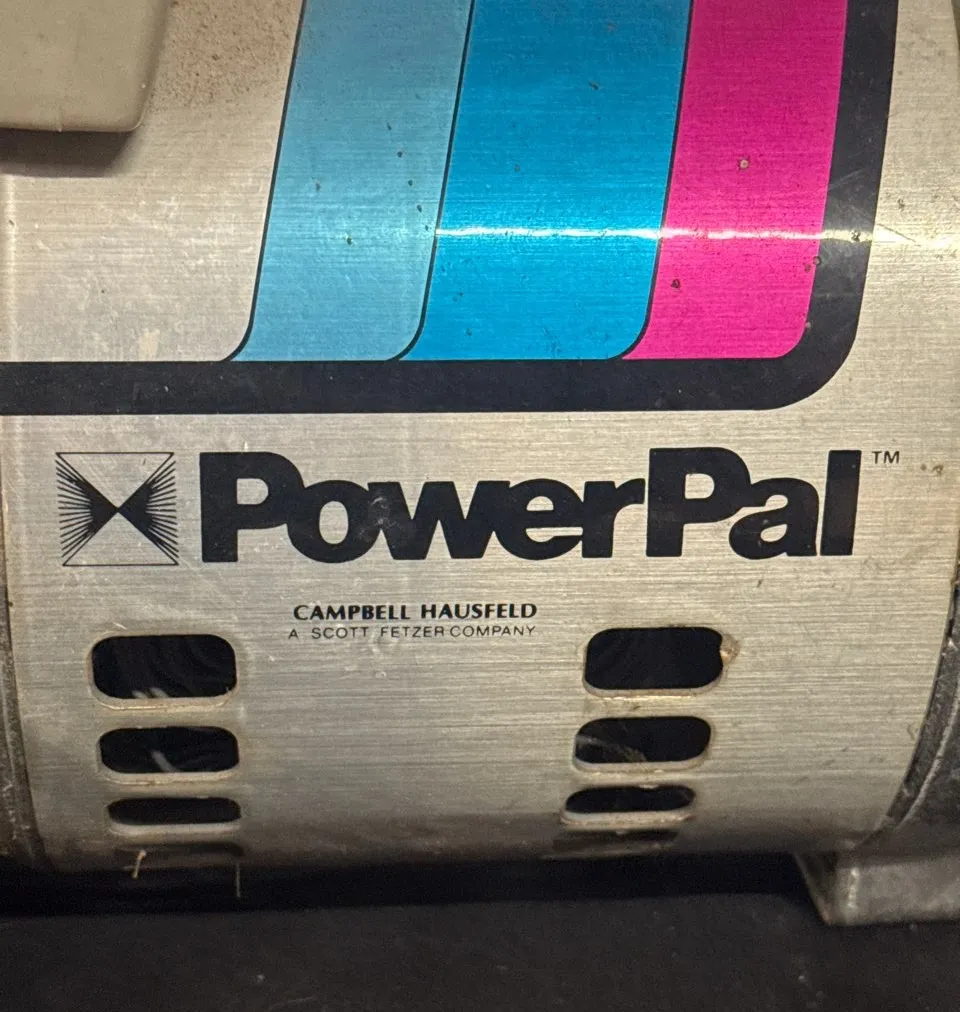 PowerPal™
CAMPBELL HAUSFELD
A SCOTT FETZER COMPANY